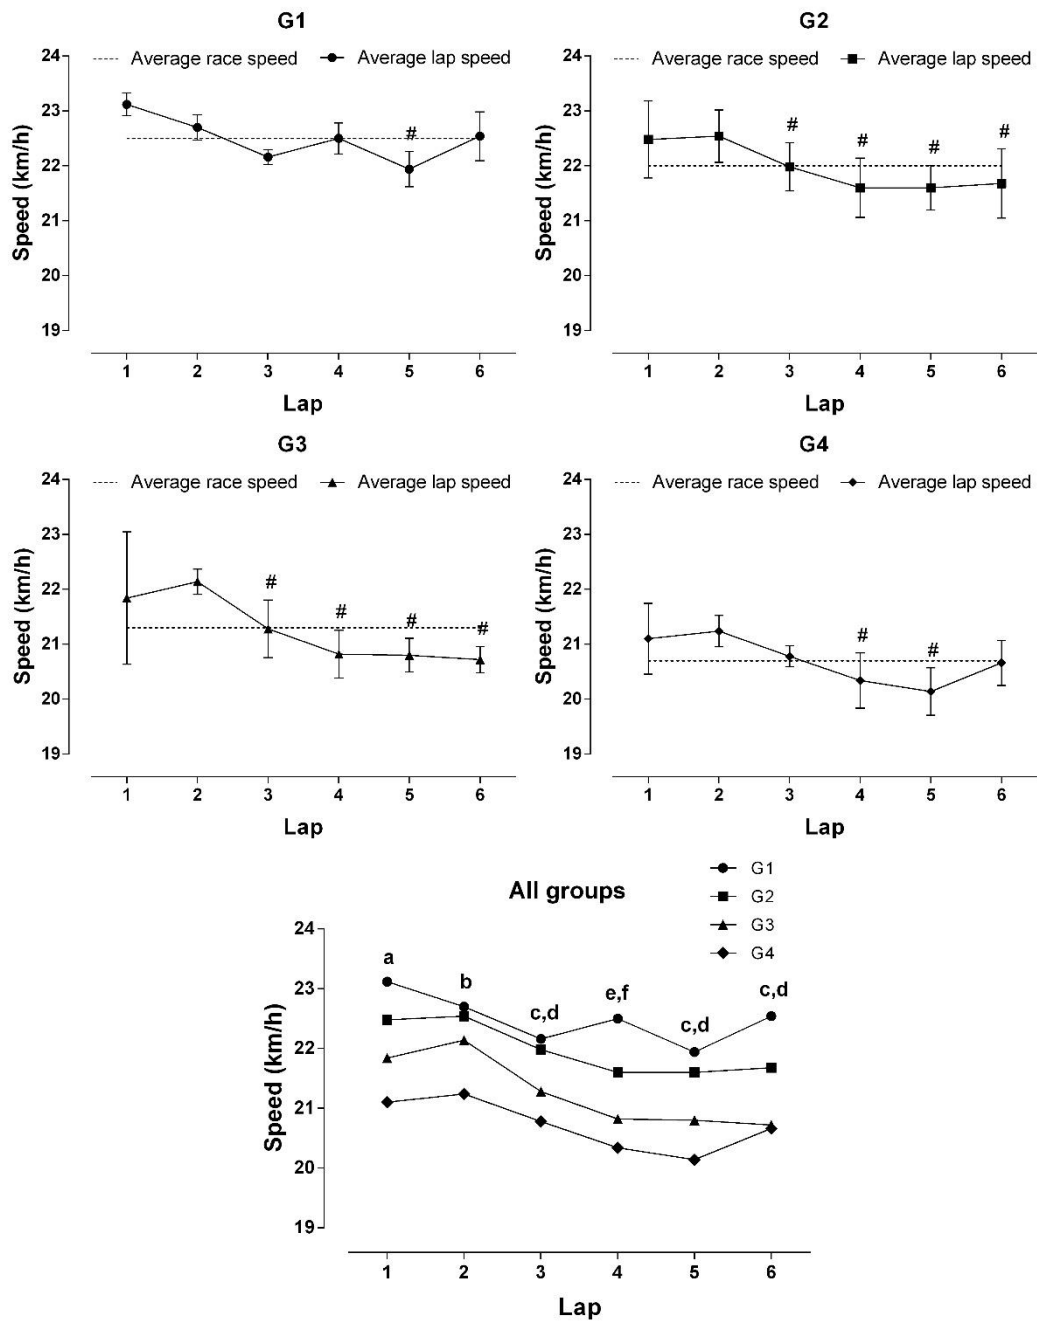 G1
Average race speed Average lap speed
24
23
22
21
20
19
Speed (km/h)
#
1 2 3 4 5 6
Lap
G2
Average race speed Average lap speed
24
23
22
21
20
19
Speed (km/h)
# # # #
1 2 3 4 5 6
Lap
G3
Average race speed Average lap speed
24
23
22
21
20
19
Speed (km/h)
# # # #
1 2 3 4 5 6
Lap
G4
Average race speed Average lap speed
24
23
22
21
20
19
Speed (km/h)
# #
1 2 3 4 5 6
Lap
All groups
G1
G2
G3
G4
24
23
22
21
20
19
Speed (km/h)
a b c,d e,f c,d c,d
1 2 3 4 5 6
Lap